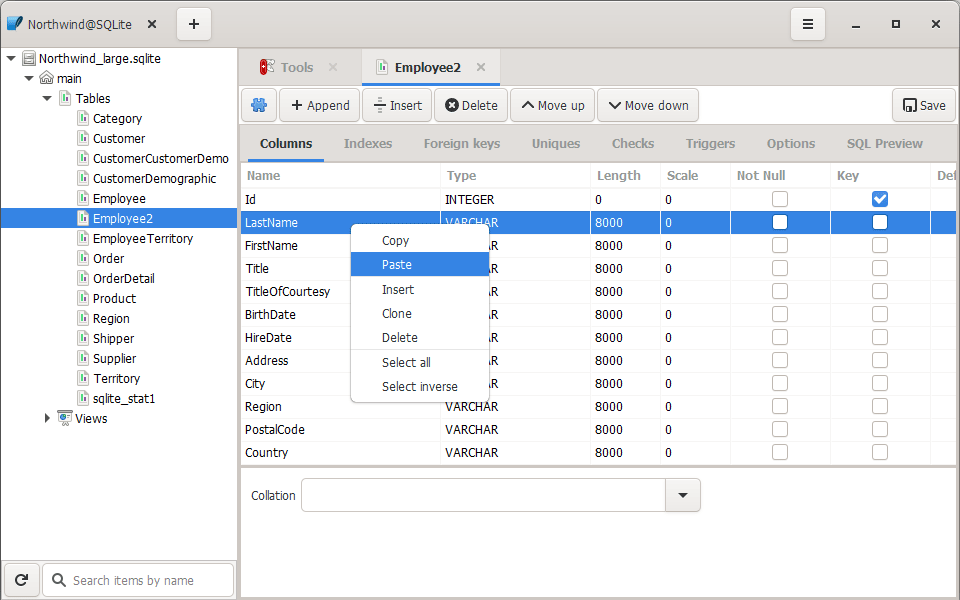 Northwind@SQLite
Northwind_large.sqlite
main
Tables
Category
Customer
CustomerCustomerDemo
CustomerDemographic
Employee
Employee2
EmployeeTerritory
Order
OrderDetail
Product
Region
Shipper
Supplier
Territory
sqlite_stat1
Views
Search items by name
Tools Employee2
Append Insert Delete Move up Move down Save
Columns Indexes Foreign keys Uniques Checks Triggers Options SQL Preview
Name Type Length Scale Not Null Key Def
Id INTEGER 0 0
LastName VARCHAR 8000 0
FirstName AR 8000 0
Title AR 8000 0
TitleOfCourtesy AR 8000 0
BirthDate AR 8000 0
HireDate AR 8000 0
Address AR 8000 0
City AR 8000 0
Region VARCHAR 8000 0
PostalCode VARCHAR 8000 0
Country VARCHAR 8000 0
Copy
Paste
Insert
Clone
Delete
Select all
Select inverse
Collation